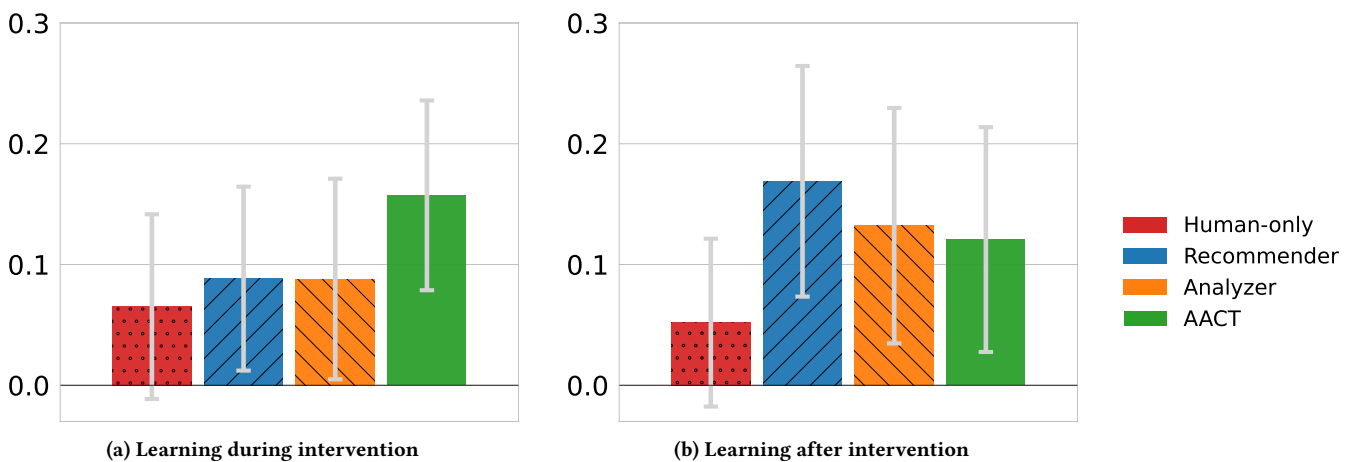 0.3
0.2
0.1
0.0
(a) Learning during intervention
0.3
0.2
0.1
0.0
(b) Learning after intervention
Human-only
Recommender
Analyzer
AACT